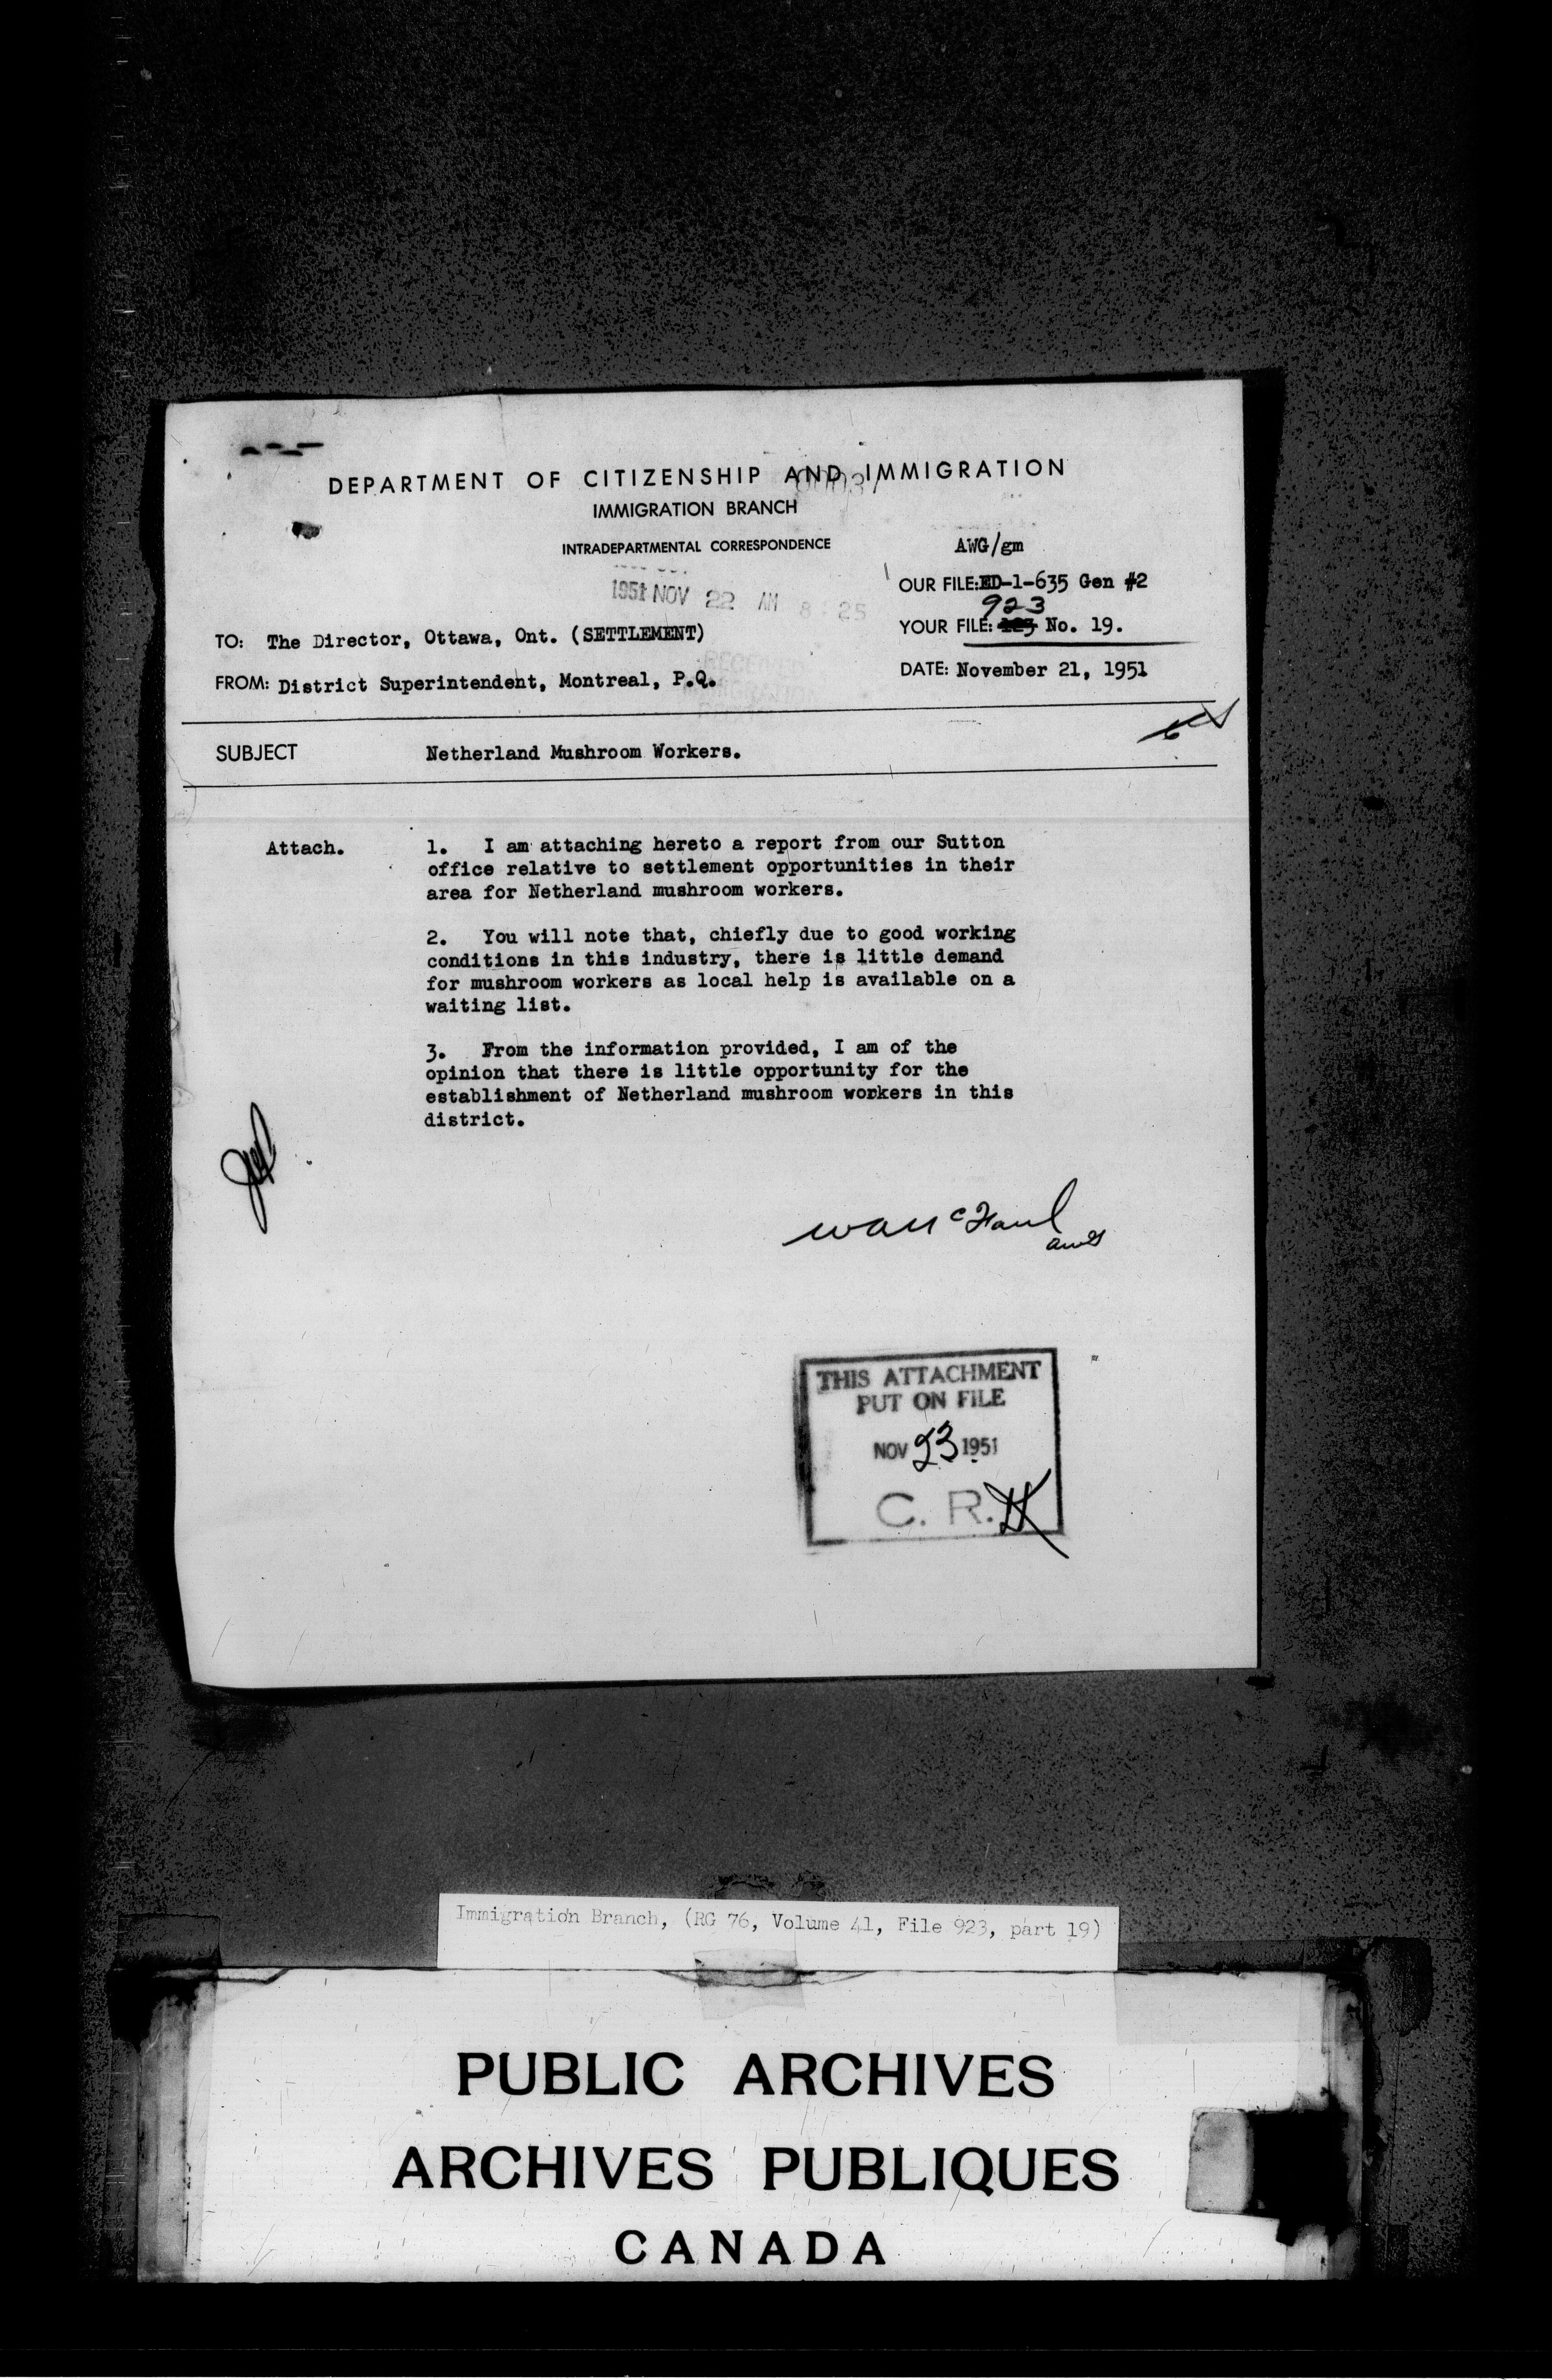 DEPARTMENT OF CITIZENSHIP AND IMMIGRATION
IMMIGRATION BRANCH
INTRADEPARTMENTAL CORRESPONDENCE
AWG/gm
1951 NOV 22 AM 8:25
OUR FILE: ED-1-635 Gen #2
923
YOUR FILE: No. 19.
TO: The Director, Ottawa, Ont. (SETTLEMENT)
RECEIVED
DATE: November 21, 1951
FROM: District Superintendent, Montreal, P.Q.
SUBJECT Netherland Mushroom Workers.
Attach. 1. I am attaching hereto a report from our Sutton
office relative to settlement opportunities in their
area for Netherland mushroom workers.
2. You will note that, chiefly due to good working
conditions in this industry, there is little demand
for mushroom workers as local help is available on a
waiting list.
3. From the information provided, I am of the
opinion that there is little opportunity for the
establishment of Netherland mushroom workers in this
district.
THIS ATTACHMENT
PUT ON FILE
NOV 23 1951
C. R.
Immigration Branch, (RG 76, Volume 41, File 923, part 19)
PUBLIC ARCHIVES
ARCHIVES PUBLIQUES
CANADA